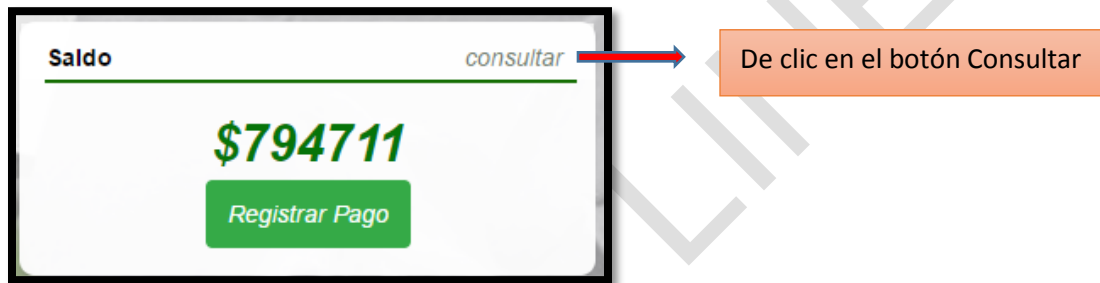 Saldo
consultar
De clic en el botón Consultar
$794711
Registrar Pago